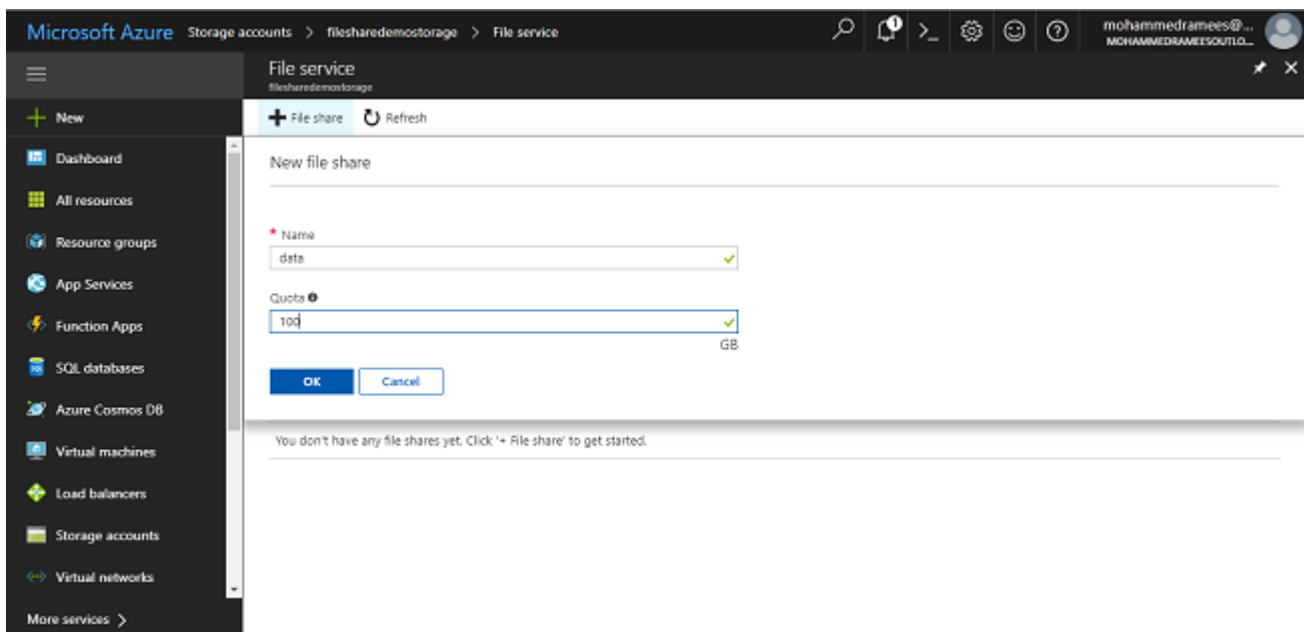 Microsoft Azure Storage accounts > filesharedemostorage > File service
1
>_
mohammedramees@...
MOHAMMEDRAMEESOUTLO...
File service
filesharedemostorage
New
File share Refresh
Dashboard
New file share
All resources
* Name
Resource groups
data
App Services
Quota
Function Apps
100
GB
SQL databases
OK Cancel
Azure Cosmos DB
You don't have any file shares yet. Click '+ File share' to get started.
Virtual machines
Load balancers
Storage accounts
Virtual networks
More services >